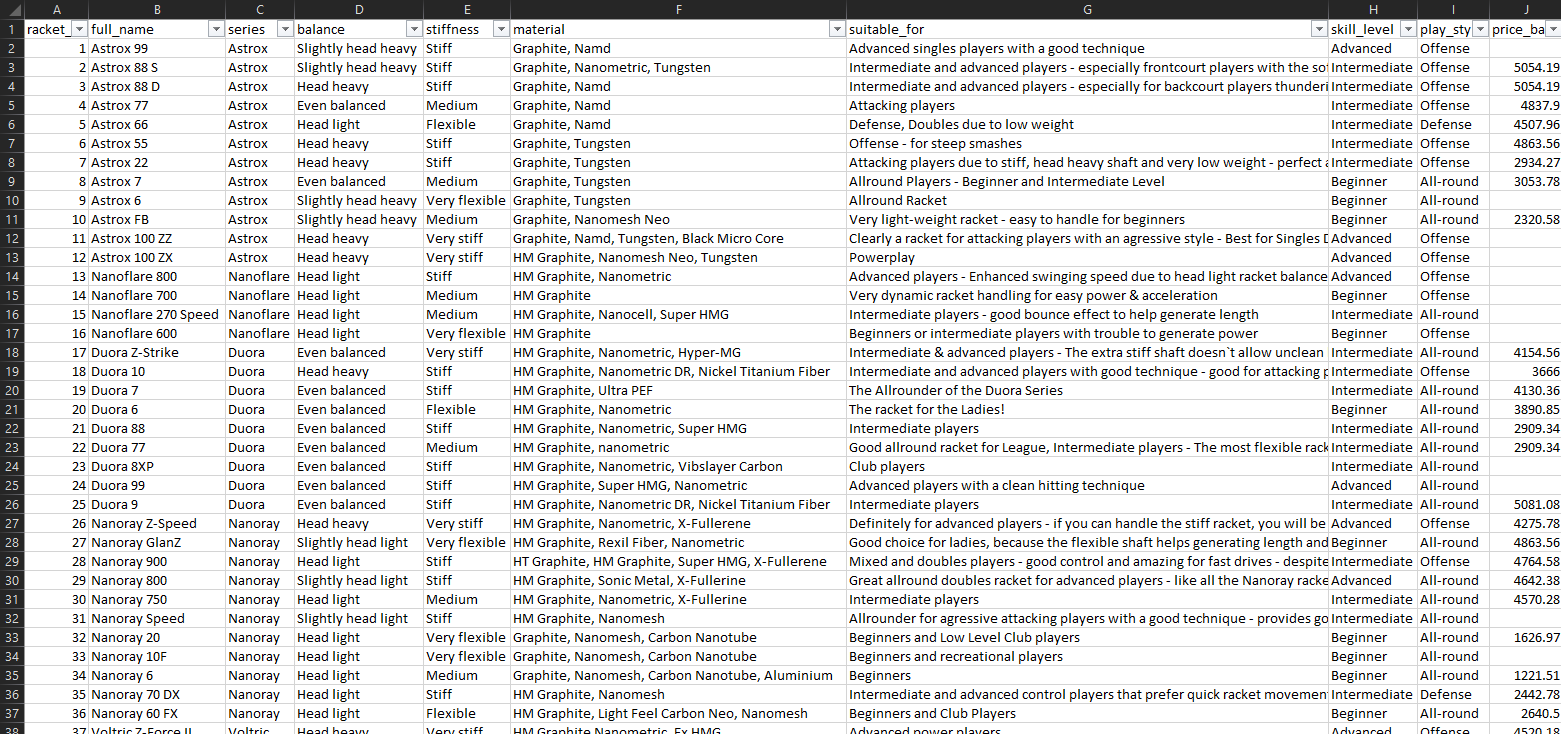 A B C D E F G H I J
1 racket_ full_name series balance stiffness material suitable_for skill_level play_sty price_ba
2 1 Astrox 99 Astrox Slightly head heavy Stiff Graphite, Namd Advanced singles players with a good technique Advanced Offense
3 2 Astrox 88 S Astrox Slightly head heavy Stiff Graphite, Nanometric, Tungsten Intermediate and advanced players - especially frontcourt players with the sof Intermediate Offense 5054.19
4 3 Astrox 88 D Astrox Head heavy Stiff Graphite, Namd Intermediate and advanced players - especially for backcourt players thunderi Intermediate Offense 5054.19
5 4 Astrox 77 Astrox Even balanced Medium Graphite, Namd Attacking players Intermediate Offense 4837.9
6 5 Astrox 66 Astrox Head light Flexible Graphite, Namd Defense, Doubles due to low weight Intermediate Defense 4507.96
7 6 Astrox 55 Astrox Head heavy Stiff Graphite, Tungsten Offense - for steep smashes Intermediate Offense 4863.56
8 7 Astrox 22 Astrox Head heavy Stiff Graphite, Tungsten Attacking players due to stiff, head heavy shaft and very low weight - perfect Intermediate Offense 2934.27
9 8 Astrox 7 Astrox Even balanced Medium Graphite, Tungsten Allround Players - Beginner and Intermediate Level Beginner All-round 3053.78
10 9 Astrox 6 Astrox Slightly head heavy Very flexible Graphite, Tungsten Allround Racket Beginner All-round
11 10 Astrox FB Astrox Slightly head heavy Medium Graphite, Nanomesh Neo Very light-weight racket - easy to handle for beginners Beginner All-round 2320.58
12 11 Astrox 100 ZZ Astrox Head heavy Very stiff Graphite, Namd, Tungsten, Black Micro Core Clearly a racket for attacking players with an agressive style - Best for Singles Advanced Offense
13 12 Astrox 100 ZX Astrox Head heavy Very stiff HM Graphite, Nanomesh Neo, Tungsten Powerplay Advanced Offense
14 13 Nanoflare 800 Nanoflare Head light Stiff HM Graphite, Nanometric Advanced players - Enhanced swinging speed due to head light racket balance Advanced Offense
15 14 Nanoflare 700 Nanoflare Head light Medium HM Graphite Very dynamic racket handling for easy power & acceleration Beginner Offense
16 15 Nanoflare 270 Speed Nanoflare Head light Medium HM Graphite, Nanocell, Super HMG Intermediate players - good bounce effect to help generate length Intermediate All-round
17 16 Nanoflare 600 Nanoflare Head light Very flexible HM Graphite Beginners or intermediate players with trouble to generate power Beginner Offense
18 17 Duora Z-Strike Duora Even balanced Very stiff HM Graphite, Nanometric, Hyper-MG Intermediate & advanced players - The extra stiff shaft doesn`t allow unclean Intermediate All-round 4154.56
19 18 Duora 10 Duora Head heavy Stiff HM Graphite, Nanometric DR, Nickel Titanium Fiber Intermediate and advanced players with good technique - good for attacking p Intermediate Offense 3666
20 19 Duora 7 Duora Even balanced Stiff HM Graphite, Ultra PEF The Allrounder of the Duora Series Intermediate All-round 4130.36
21 20 Duora 6 Duora Even balanced Flexible HM Graphite, Nanometric The racket for the Ladies! Beginner All-round 3890.85
22 21 Duora 88 Duora Even balanced Stiff HM Graphite, Nanometric, Super HMG Intermediate players Intermediate All-round 2909.34
23 22 Duora 77 Duora Even balanced Medium HM Graphite, nanometric Good allround racket for League, Intermediate players - The most flexible rack Intermediate All-round 2909.34
24 23 Duora 8XP Duora Even balanced Stiff HM Graphite, Nanometric, Vibslayer Carbon Club players Intermediate All-round
25 24 Duora 99 Duora Even balanced Stiff HM Graphite, Super HMG, Nanometric Advanced players with a clean hitting technique Advanced All-round
26 25 Duora 9 Duora Even balanced Stiff HM Graphite, Nanometric DR, Nickel Titanium Fiber Intermediate players Intermediate All-round 5081.08
27 26 Nanoray Z-Speed Nanoray Head heavy Very stiff HM Graphite, Nanometric, X-Fullerene Definitely for advanced players - if you can handle the stiff racket, you will be Advanced Offense 4275.78
28 27 Nanoray GlanZ Nanoray Slightly head light Very flexible HM Graphite, Rexil Fiber, Nanometric Good choice for ladies, because the flexible shaft helps generating length and Beginner All-round 4863.56
29 28 Nanoray 900 Nanoray Head light Stiff HT Graphite, HM Graphite, Super HMG, X-Fullerene Mixed and doubles players - good control and amazing for fast drives - despite Intermediate Offense 4764.58
30 29 Nanoray 800 Nanoray Slightly head light Stiff HM Graphite, Sonic Metal, X-Fullerine Great allround doubles racket for advanced players - like all the Nanoray racke Advanced All-round 4642.38
31 30 Nanoray 750 Nanoray Head light Medium HM Graphite, Nanometric, X-Fullerine Intermediate players Intermediate All-round 4570.28
32 31 Nanoray Speed Nanoray Slightly head light Stiff HM Graphite, Nanomesh Allrounder for agressive attacking players with a good technique - provides go Intermediate All-round
33 32 Nanoray 20 Nanoray Head light Very flexible Graphite, Nanomesh, Carbon Nanotube Beginners and Low Level Club players Beginner All-round 1626.97
34 33 Nanoray 10F Nanoray Head light Very flexible Graphite, Nanomesh, Carbon Nanotube Beginners and recreational players Beginner All-round
35 34 Nanoray 6 Nanoray Head light Medium Graphite, Nanomesh, Carbon Nanotube, Aluminium Beginners Beginner All-round 1221.51
36 35 Nanoray 70 DX Nanoray Head light Stiff HM Graphite, Nanomesh Intermediate and advanced control players that prefer quick racket movemen Intermediate Defense 2442.78
37 36 Nanoray 60 FX Nanoray Head light Flexible HM Graphite, Light Feel Carbon Neo, Nanomesh Beginners and Club Players Beginner All-round 2640.5
38 37 Voltric Z-Force II Voltric Head heavy Very stiff HM Graphite Nanometric, Ex HMG Advanced power players Advanced Offense 4520.18